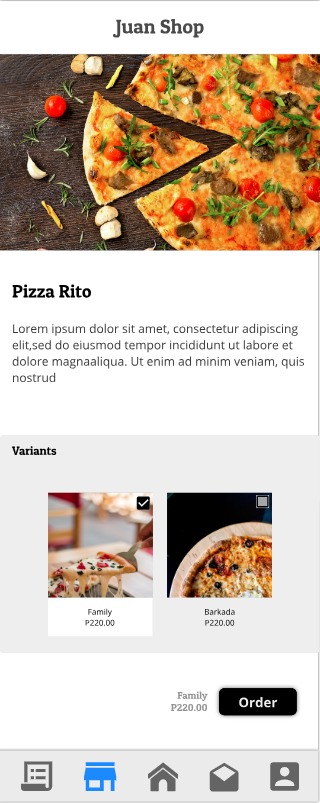 Juan Shop
Pizza Rito
Lorem ipsum dolor sit amet, consectetur adipiscing
elit,sed do eiusmod tempor incididunt ut labore et
dolore magnaaliqua. Ut enim ad minim veniam, quis
nostrud
Variants
Family
P220.00
Barkada
P220.00
Family
P220.00
Order